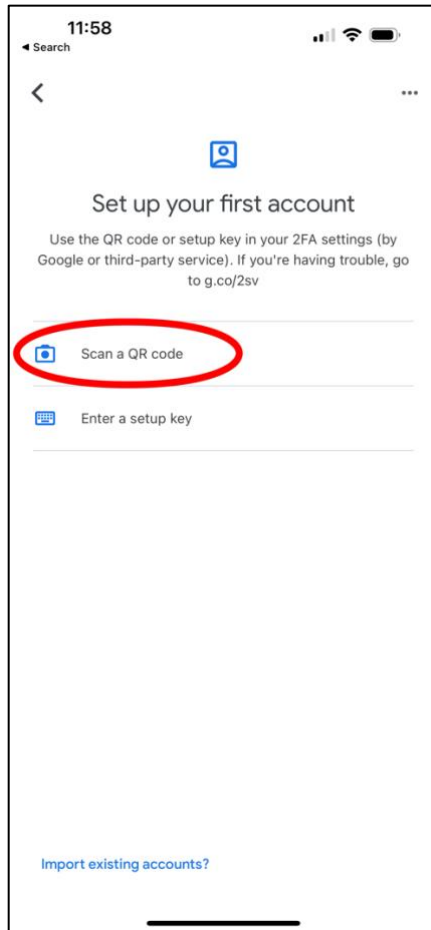 11:58
◀ Search
Set up your first account
Use the QR code or setup key in your 2FA settings (by
Google or third-party service). If you're having trouble, go
to g.co/2sv
Scan a QR code
Enter a setup key
Import existing accounts?